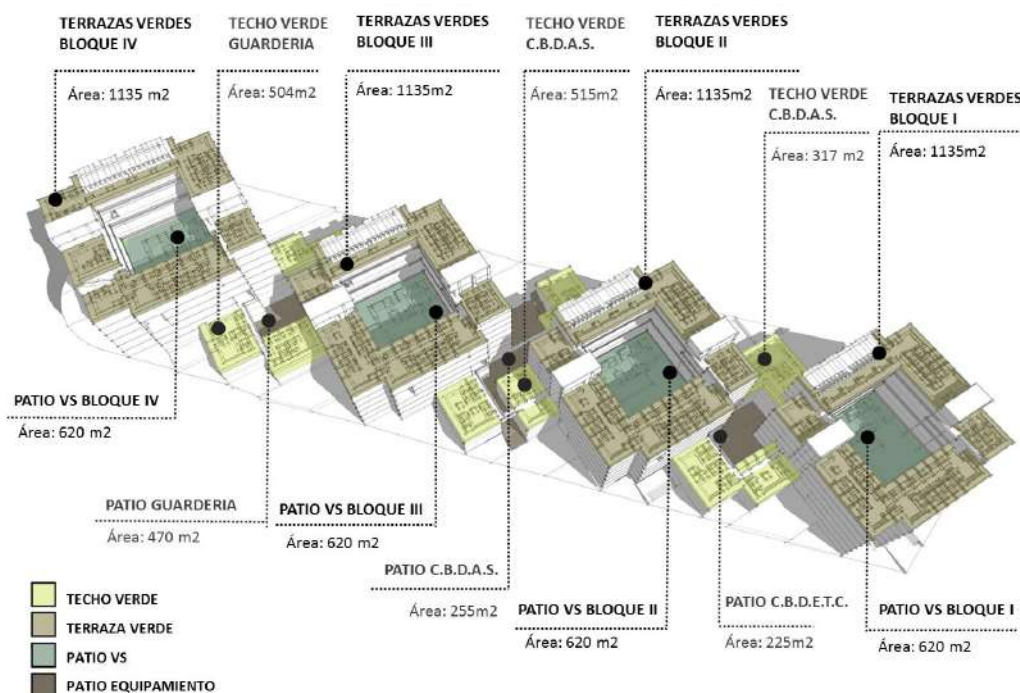 TERRAZAS VERDES
BLOQUE IV
Área: 1135 m2
TECHO VERDE
GUARDERIA
Área: 504m2
TERRAZAS VERDES
BLOQUE III
Área: 1135m2
TECHO VERDE
C.B.D.A.S.
Área: 515m2
TERRAZAS VERDES
BLOQUE II
Área: 1135m2
TECHO VERDE
C.B.D.A.S.
Área: 317 m2
TERRAZAS VERDES
BLOQUE I
Área: 1135m2
PATIO VS BLOQUE IV
Área: 620 m2
PATIO GUARDERIA
Área: 470 m2
PATIO VS BLOQUE III
Área: 620 m2
PATIO C.B.D.A.S.
Área: 255m2
PATIO VS BLOQUE II
Área: 620 m2
PATIO C.B.D.E.T.C.
Área: 225m2
PATIO VS BLOQUE I
Área: 620 m2
TECHO VERDE
TERRAZA VERDE
PATIO VS
PATIO EQUIPAMIENTO